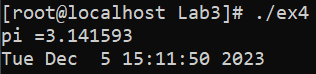 [root@localhost Lab3]# ./ex4
pi =3.141593
Tue Dec  5 15:11:50 2023